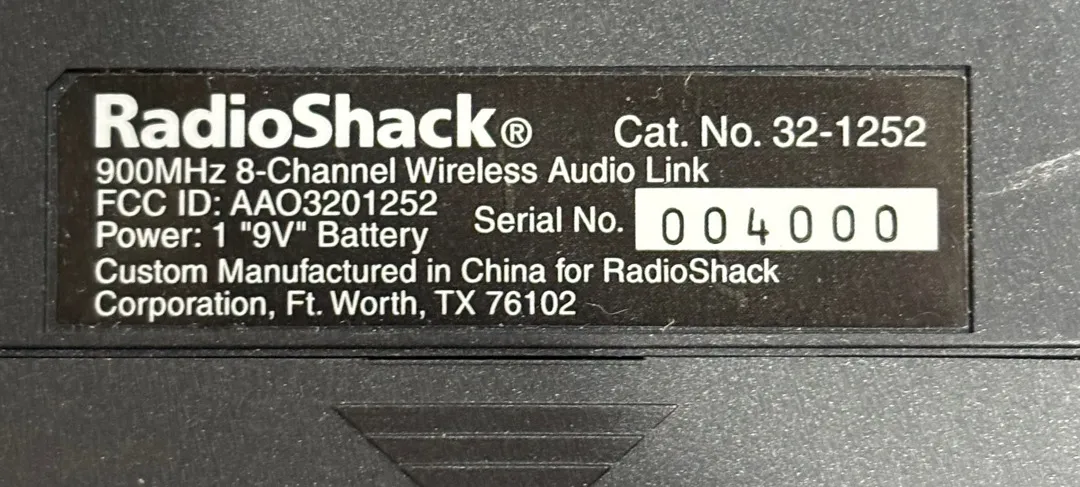 RadioShack® Cat. No. 32-1252
900MHz 8-Channel Wireless Audio Link
FCC ID: AAO3201252
Serial No. 004000
Power: 1 "9V" Battery
Custom Manufactured in China for RadioShack
Corporation, Ft. Worth, TX 76102